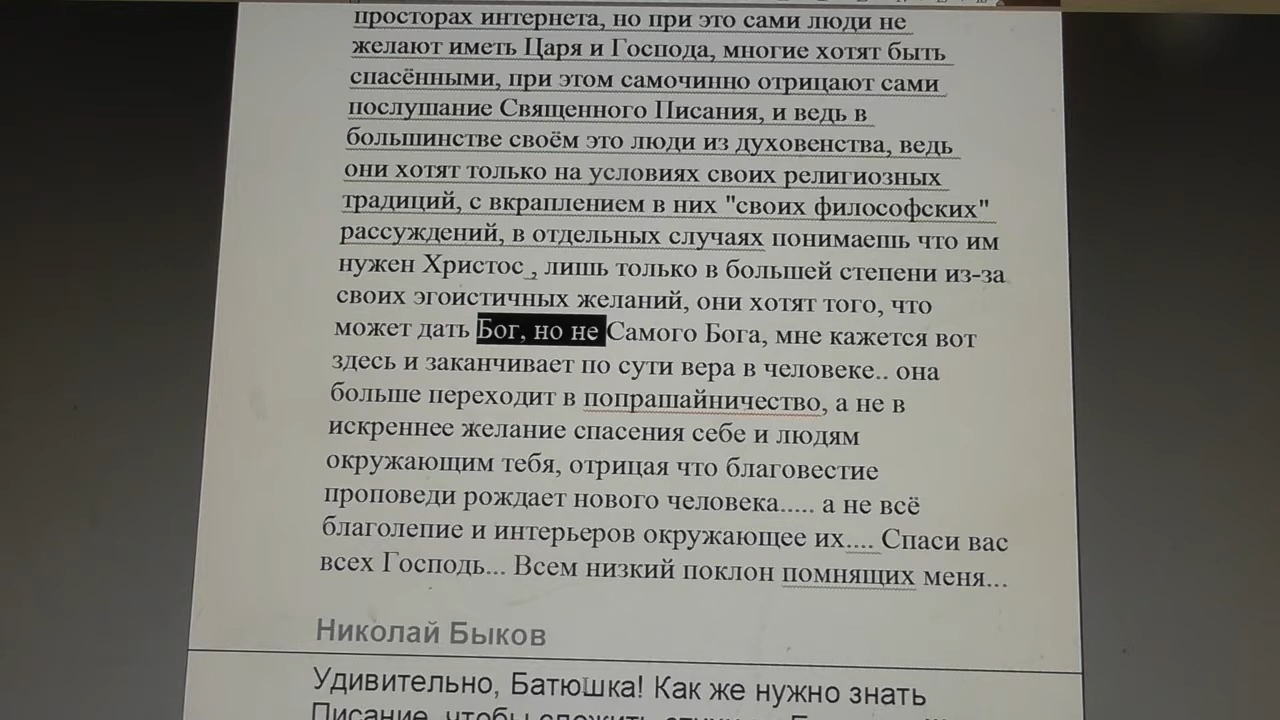 просторах интернета, но при это сами люди не
желают иметь Царя и Господа, многие хотят быть
спасёнными, при этом самочинно отрицают сами
послушание Священного Писания, и ведь в
большинстве своём это люди из духовенства, ведь
они хотят только на условиях своих религиозных
традиций, с вкраплением в них "своих философских"
рассуждений, в отдельных случаях понимаешь что им
нужен Христос , лишь только в большей степени из-за
своих эгоистичных желаний, они хотят того, что
может дать Бог, но не Самого Бога, мне кажется вот
здесь и заканчивает по сути вера в человеке.. она
больше переходит в попрашайничество, а не в
искреннее желание спасения себе и людям
окружающим тебя, отрицая что благовестие
проповеди рождает нового человека..... а не всё
благолепие и интерьеров окружающее их.... Спаси вас
всех Господь... Всем низкий поклон помнящих меня...
Николай Быков
Удивительно, Батюшка! Как же нужно знать
Писание, чтобы сложить